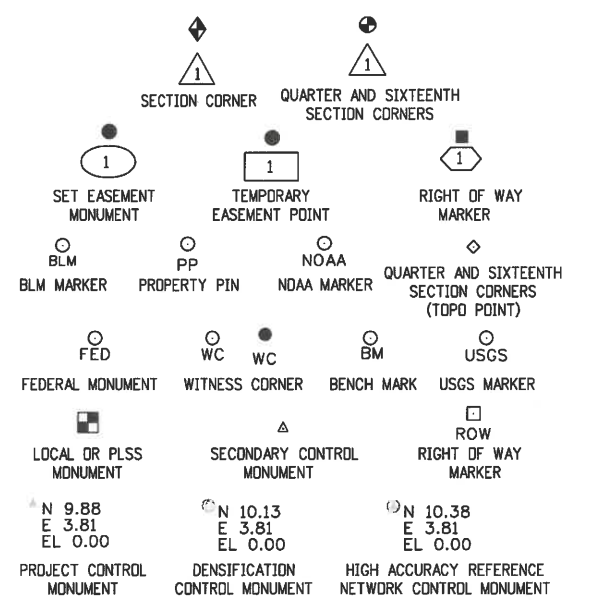 1
1
SECTION CORNER
QUARTER AND SIXTEENTH
SECTION CORNERS
1
1
1
SET EASEMENT
MONUMENT
TEMPORARY
EASEMENT POINT
RIGHT OF WAY
MARKER
BLM
PP
NOAA
BLM MARKER
PROPERTY PIN
NOAA MARKER
QUARTER AND SIXTEENTH
SECTION CORNERS
(TOPO POINT)
FED
WC
WC
BM
USGS
FEDERAL MONUMENT
WITNESS CORNER
BENCH MARK
USGS MARKER
ROW
LOCAL OR PLSS
MONUMENT
SECONDARY CONTROL
MONUMENT
RIGHT OF WAY
MARKER
N 9.88
E 3.81
EL 0.00
N 10.13
E 3.81
EL 0.00
N 10.38
E 3.81
EL 0.00
PROJECT CONTROL
MONUMENT
DENSIFICATION
CONTROL MONUMENT
HIGH ACCURACY REFERENCE
NETWORK CONTROL MONUMENT